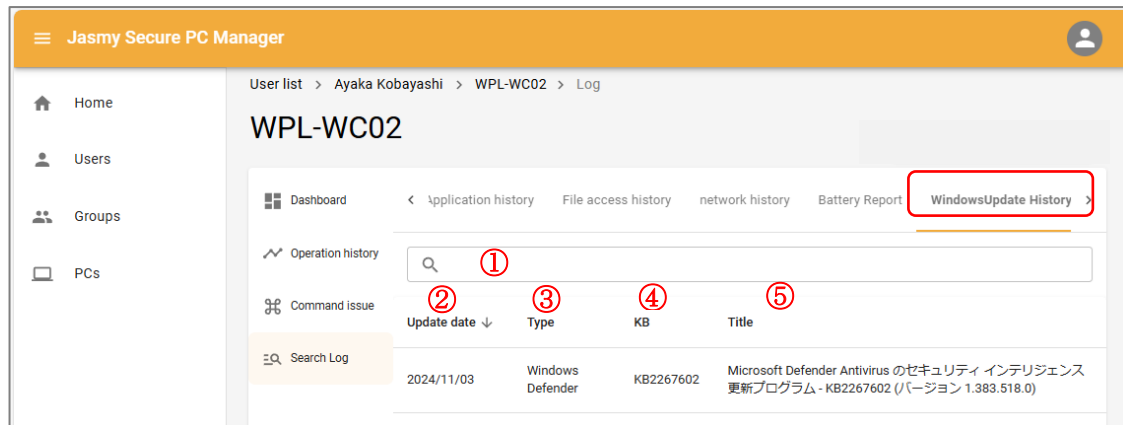 Jasmy Secure PC Manager
User list > Ayaka Kobayashi > WPL-WC02 > Log
Home
WPL-WC02
Users
Groups
PCs
Dashboard
Operation history
Command issue
Search Log
Application history File access history network history Battery Report WindowsUpdate History
①
② ③ ④ ⑤
Update date ↓ Type KB Title
2024/11/03 Windows Defender KB2267602 Microsoft Defender Antivirus のセキュリティ インテリジェンス
更新プログラム - KB2267602 (バージョン 1.383.518.0)